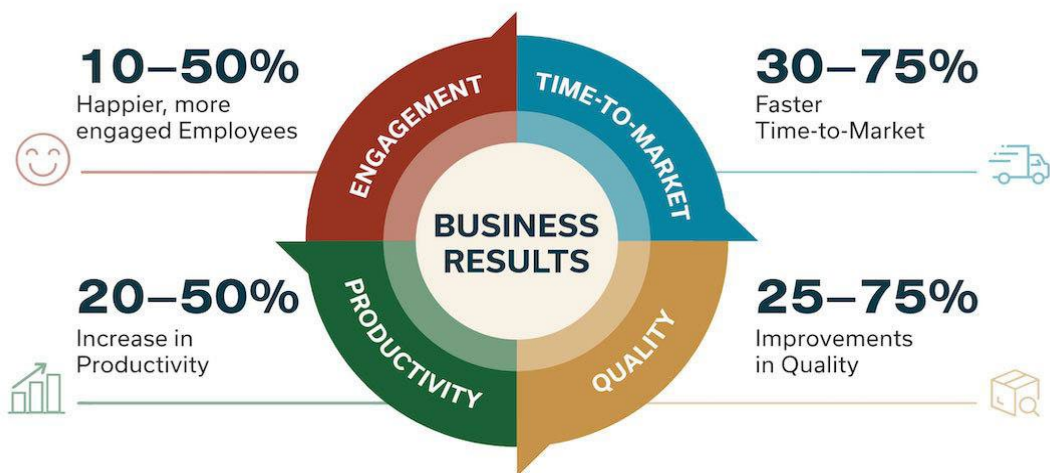 10–50%
Happier, more
engaged Employees
ENGAGEMENT
TIME-TO-MARKET
30–75%
Faster
Time-to-Market
BUSINESS
RESULTS
20–50%
Increase in
Productivity
PRODUCTIVITY
QUALITY
25–75%
Improvements
in Quality